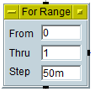 For Range
From 0
Thru 1
Step 50m